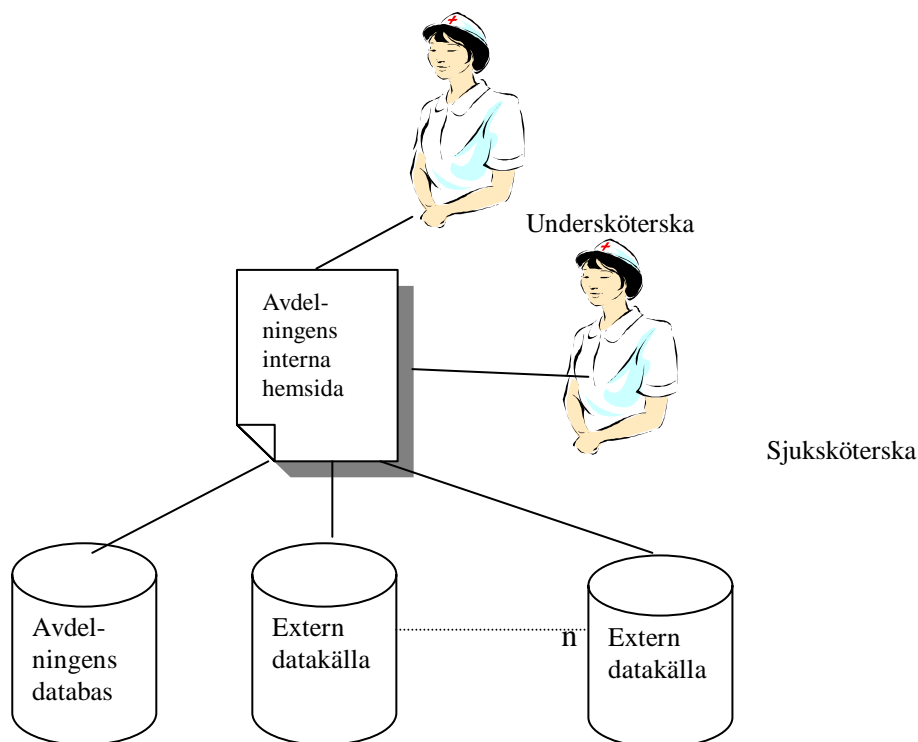 Undersköterska
Avdel-
ningens
interna
hemsida
Sjuksköterska
Avdel-
ningens
databas
Extern
datakälla
n
Extern
datakälla